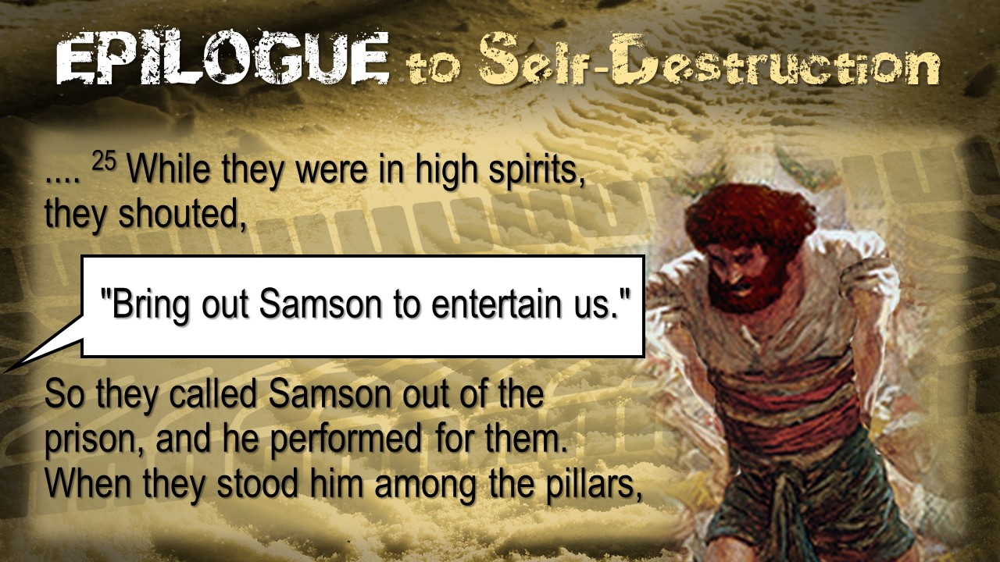 EPILOGUE to Self-Destruction
.... 25 While they were in high spirits,
they shouted,
"Bring out Samson to entertain us."
So they called Samson out of the
prison, and he performed for them.
When they stood him among the pillars,